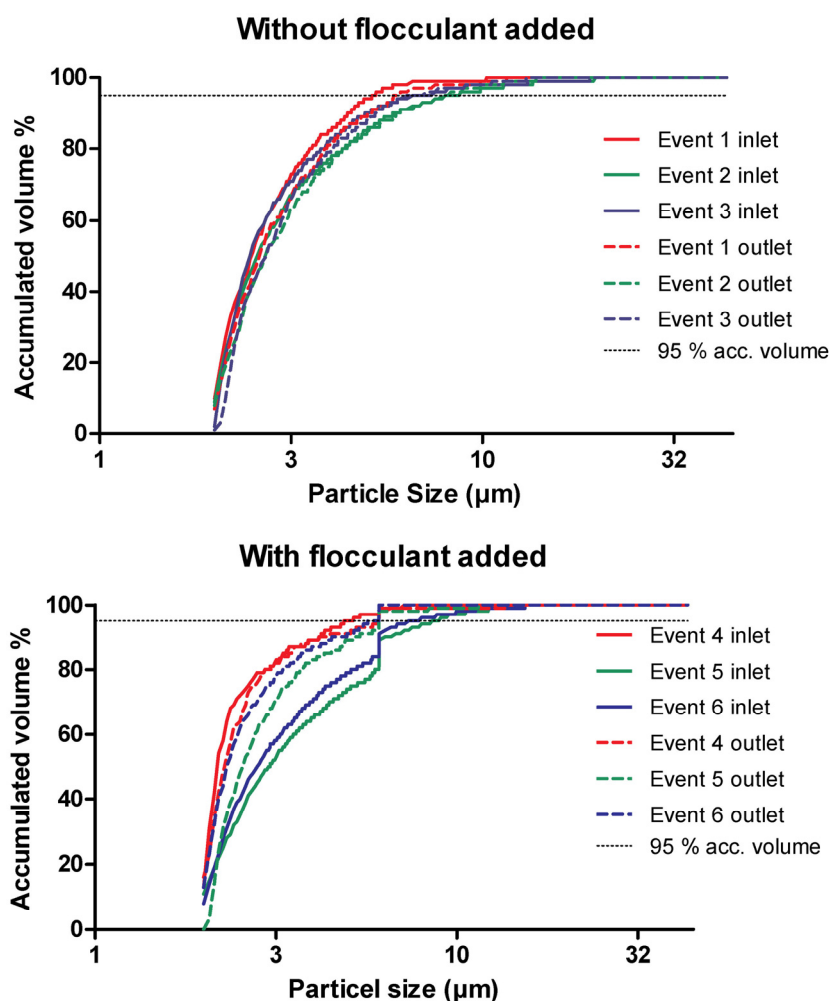 Without flocculant added
Accumulated volume %
100
80
60
40
20
0
1
3
10
32
Particle Size (µm)
Event 1 inlet
Event 2 inlet
Event 3 inlet
Event 1 outlet
Event 2 outlet
Event 3 outlet
95 % acc. volume
With flocculant added
Accumulated volume %
100
80
60
40
20
0
1
3
10
32
Particel size (µm)
Event 4 inlet
Event 5 inlet
Event 6 inlet
Event 4 outlet
Event 5 outlet
Event 6 outlet
95 % acc. volume